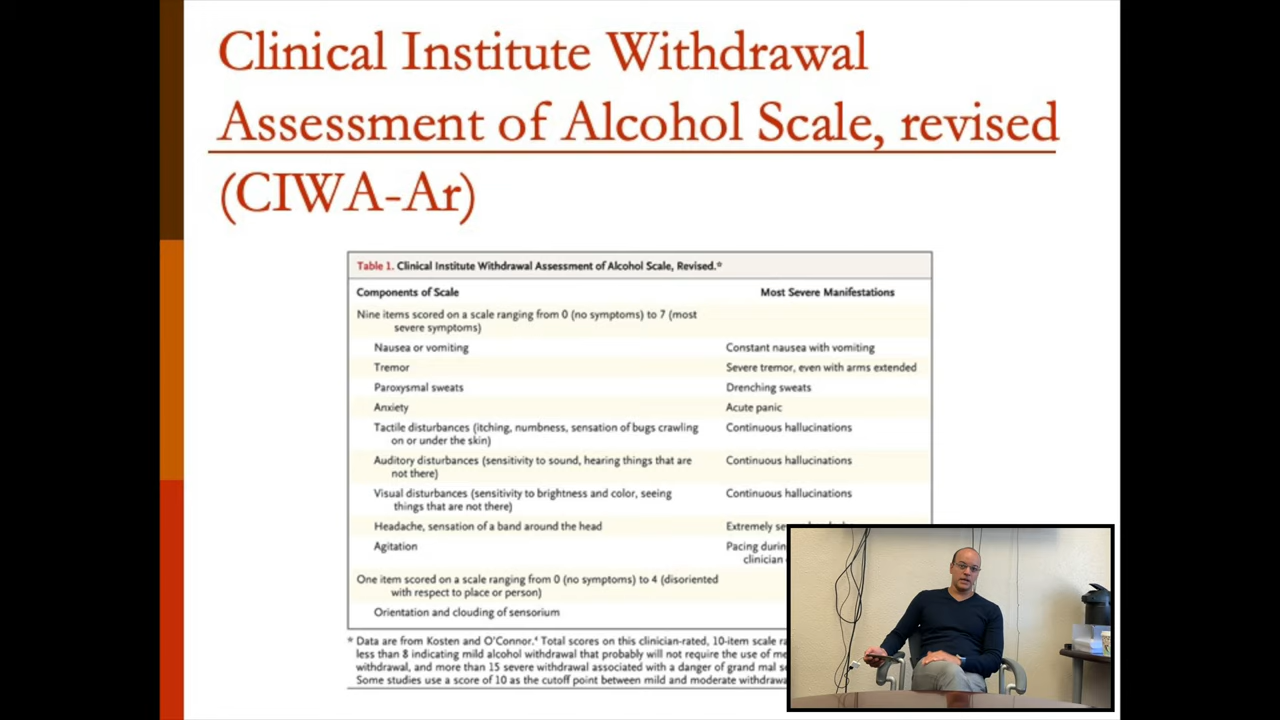 Clinical Institute Withdrawal
Assessment of Alcohol Scale, revised
(CIWA-Ar)
Table 1. Clinical Institute Withdrawal Assessment of Alcohol Scale, Revised.*
Components of Scale Most Severe Manifestations
Nine items scored on a scale ranging from 0 (no symptoms) to 7 (most
severe symptoms)
Nausea or vomiting Constant nausea with vomiting
Tremor Severe tremor, even with arms extended
Paroxysmal sweats Drenching sweats
Anxiety Acute panic
Tactile disturbances (itching, numbness, sensation of bugs crawling Continuous hallucinations
on or under the skin)
Auditory disturbances (sensitivity to sound, hearing things that are Continuous hallucinations
not there)
Visual disturbances (sensitivity to brightness and color, seeing Continuous hallucinations
things that are not there)
Headache, sensation of a band around the head Extremely
Agitation Pacing
clinician
One item scored on a scale ranging from 0 (no symptoms) to 4 (disoriented
with respect to place or person)
Orientation and clouding of sensorium
* Data are from Kosten and O'Connor.⁴ Total scores on this clinician-rated, 10-item scale
less than 8 indicating mild alcohol withdrawal that probably will not require the use of
withdrawal, and more than 15 severe withdrawal associated with a danger of grand mal
Some studies use a score of 10 as the cutoff point between mild and moderate